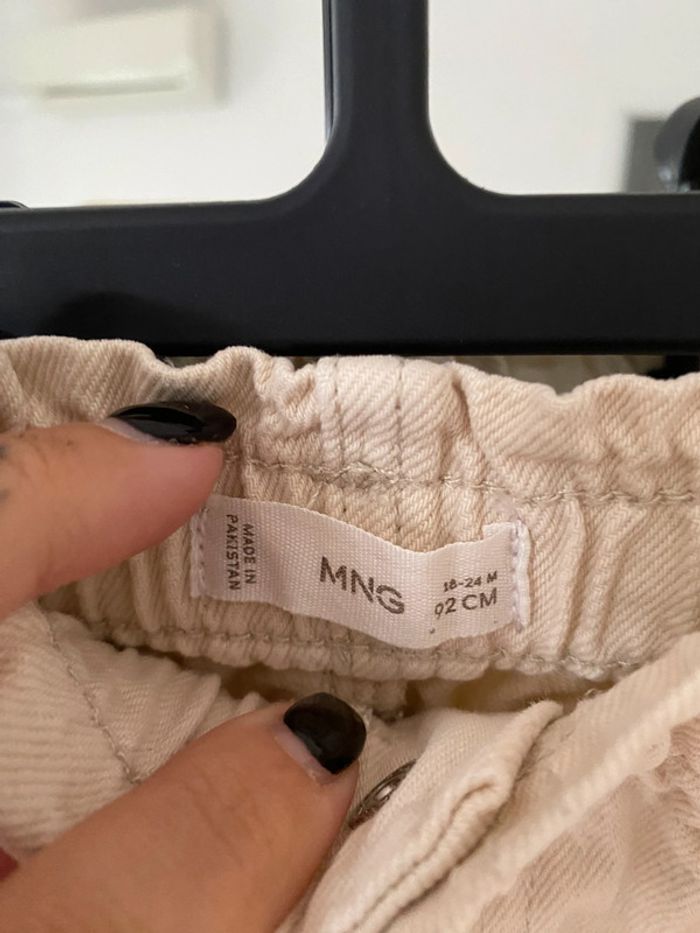 MADE IN
PAKISTAN
MNG
18-24 M
92 CM